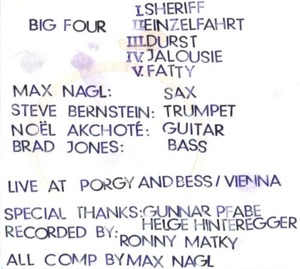 I. SHERIFF
BIG FOUR II. EINZELFAHRT
III. DURST
IV. JALOUSIE
V. FATTY
MAX NAGL: SAX
STEVE BERNSTEIN: TRUMPET
NOËL AKCHOTÉ: GUITAR
BRAD JONES: BASS
LIVE AT PORGY AND BESS / VIENNA
SPECIAL THANKS: GUNNAR PFABE
HELGE HINTEREGGER
RECORDED BY: RONNY MATKY
ALL COMP BY MAX NAGL